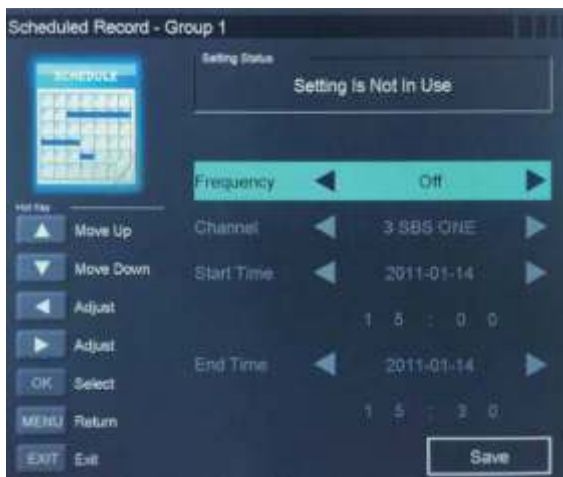 Scheduled Record - Group 1
SCHEDULE
Setting Status
Setting Is Not In Use
Frequency Off
Hot Key
Move Up
Channel 3 SBS ONE
Move Down
Start Time 2011-01-14
Adjust
1 5 : 0 0
Adjust
End Time 2011-01-14
OK Select
MENU Return
1 5 : 3 0
EXIT Exit
Save